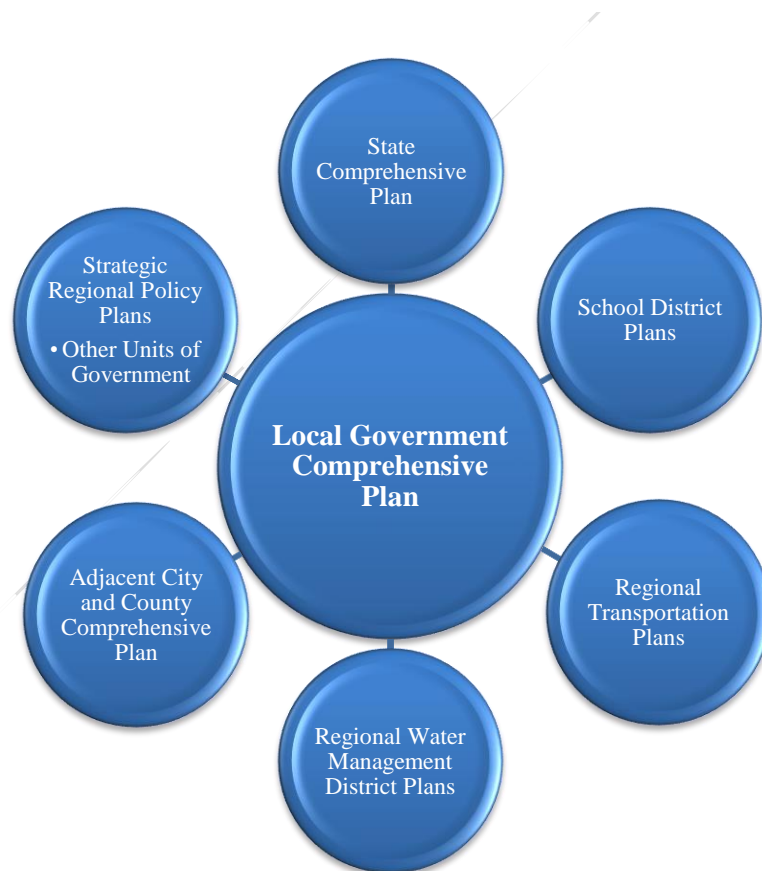 State
Comprehensive
Plan
Strategic
Regional Policy
Plans
• Other Units of
Government
School District
Plans
Local Government
Comprehensive
Plan
Adjacent City
and County
Comprehensive
Plan
Regional
Transportation
Plans
Regional Water
Management
District Plans